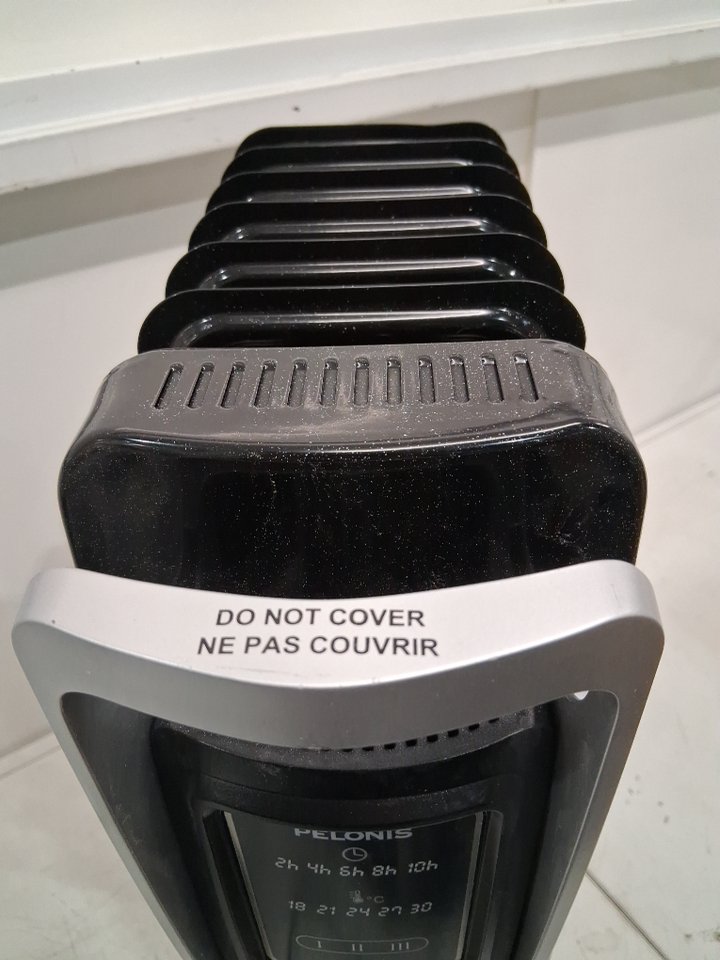 DO NOT COVER
NE PAS COUVRIR
PELONIS
2h 4h 6h 8h 10h
°C
18 21 24 27 30
I II III